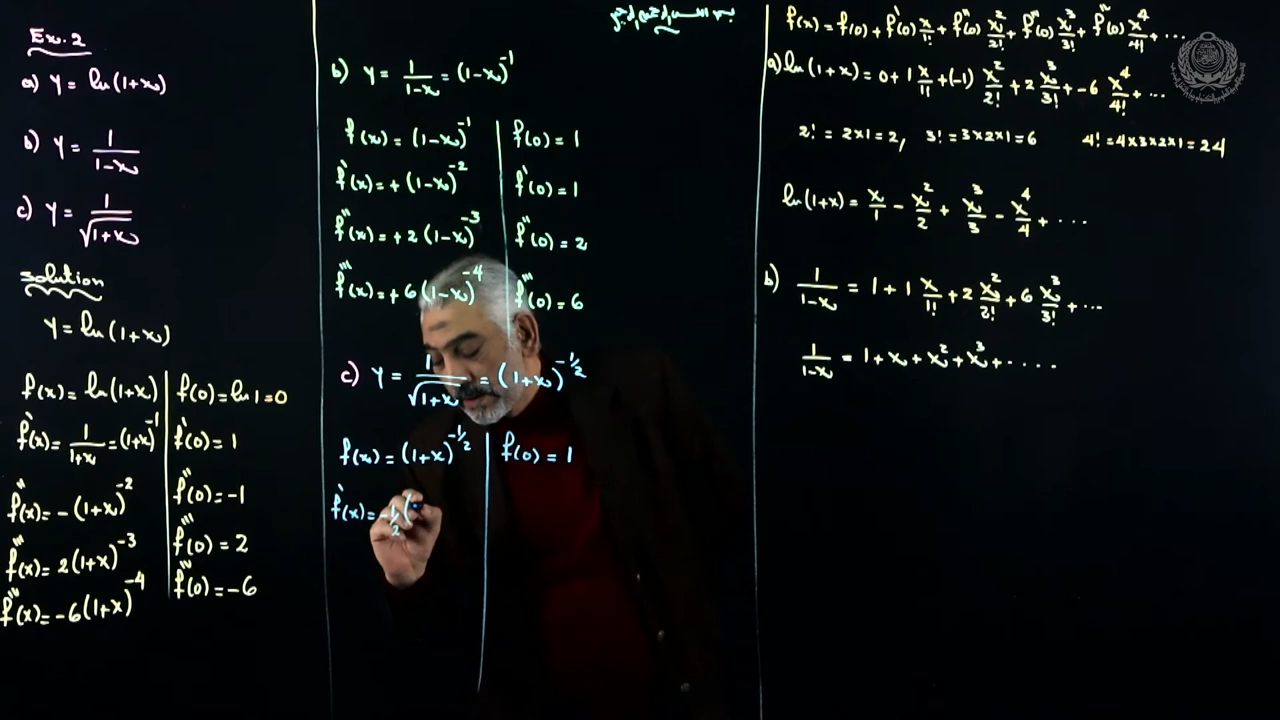 بسم الله الرحمن الرحيم
Ex. 2
a) y = ln(1+x)
b) y = 1/(1-x)
c) y = 1/√(1+x)
solution
y = ln(1+x)
f(x) = ln(1+x) | f(0) = ln 1 = 0
f'(x) = 1/(1+x) = (1+x)^-1 | f'(0) = 1
f''(x) = -(1+x)^-2 | f''(0) = -1
f'''(x) = 2(1+x)^-3 | f'''(0) = 2
f''''(x) = -6(1+x)^-4 | f''''(0) = -6
b) y = 1/(1-x) = (1-x)^-1
f(x) = (1-x)^-1 | f(0) = 1
f'(x) = +(1-x)^-2 | f'(0) = 1
f''(x) = +2(1-x)^-3 | f''(0) = 2
f'''(x) = +6(1-x)^-4 | f'''(0) = 6
c) y = 1/√(1+x) = (1+x)^-1/2
f(x) = (1+x)^-1/2 | f(0) = 1
f'(x) = -1/2 (
f(x) = f(0) + f'(0) x/1! + f''(0) x²/2! + f'''(0) x³/3! + f''''(0) x⁴/4! + ...
a) ln(1+x) = 0 + 1 x/1! + (-1) x²/2! + 2 x³/3! + -6 x⁴/4! + ...
2! = 2×1 = 2, 3! = 3×2×1 = 6 4! = 4×3×2×1 = 24
ln(1+x) = x/1 - x²/2 + x³/3 - x⁴/4 + ...
b) 1/(1-x) = 1 + 1 x/1! + 2 x²/2! + 6 x³/3! + ...
1/(1-x) = 1 + x + x² + x³ + ....